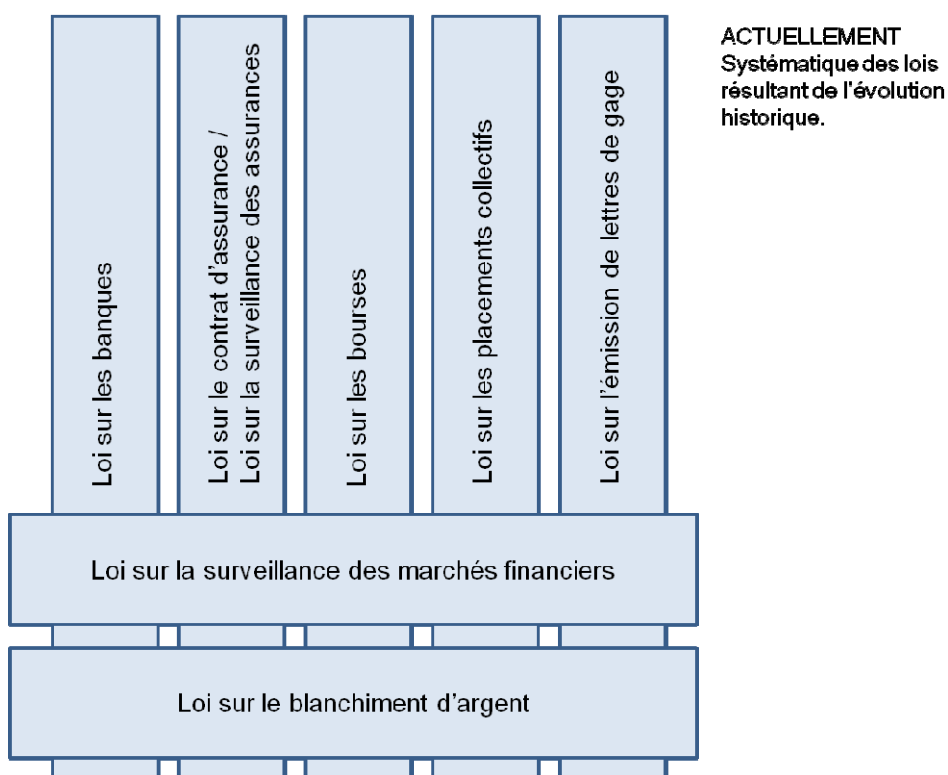 ACTUELLEMENT
Systématique des lois
résultant de l'évolution
historique.
Loi sur les banques
Loi sur le contrat d'assurance /
Loi sur la surveillance des assurances
Loi sur les bourses
Loi sur les placements collectifs
Loi sur l'émission de lettres de gage
Loi sur la surveillance des marchés financiers
Loi sur le blanchiment d'argent